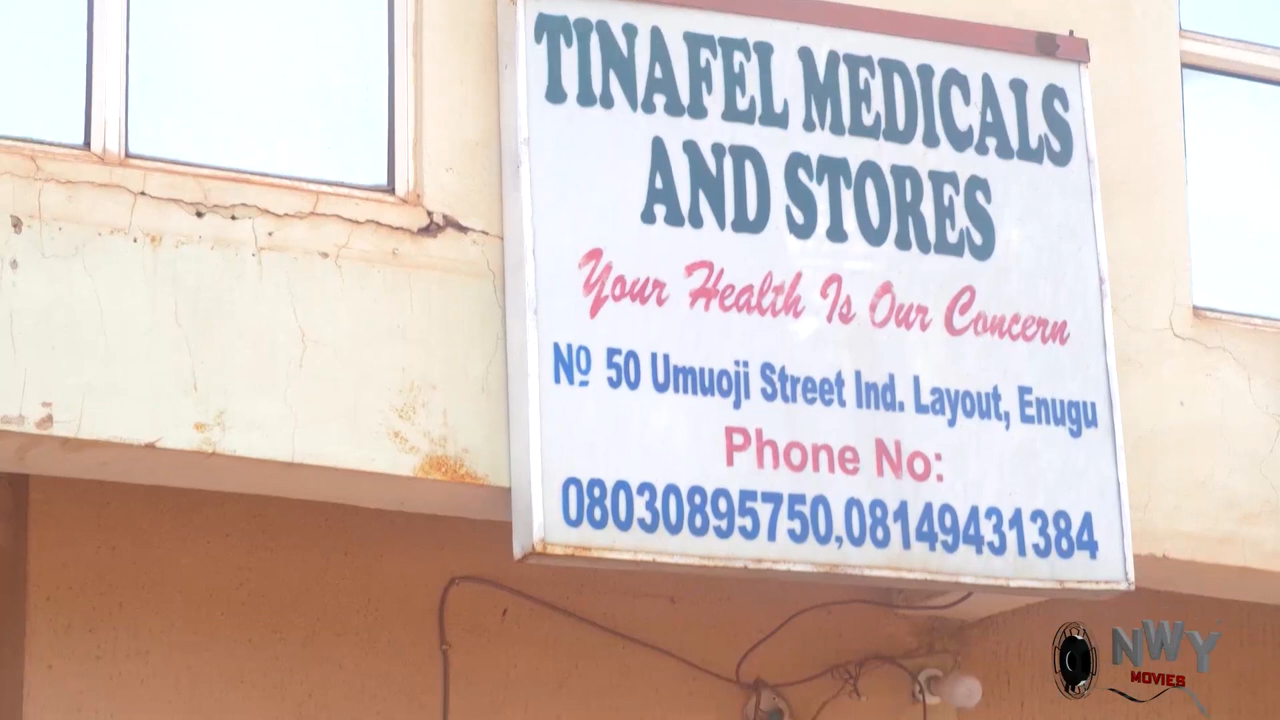 TINAFEL MEDICALS
AND STORES
Your Health Is Our Concern
Nº 50 Umuoji Street Ind. Layout, Enugu
Phone No:
08030895750,08149431384
NWY
MOVIES